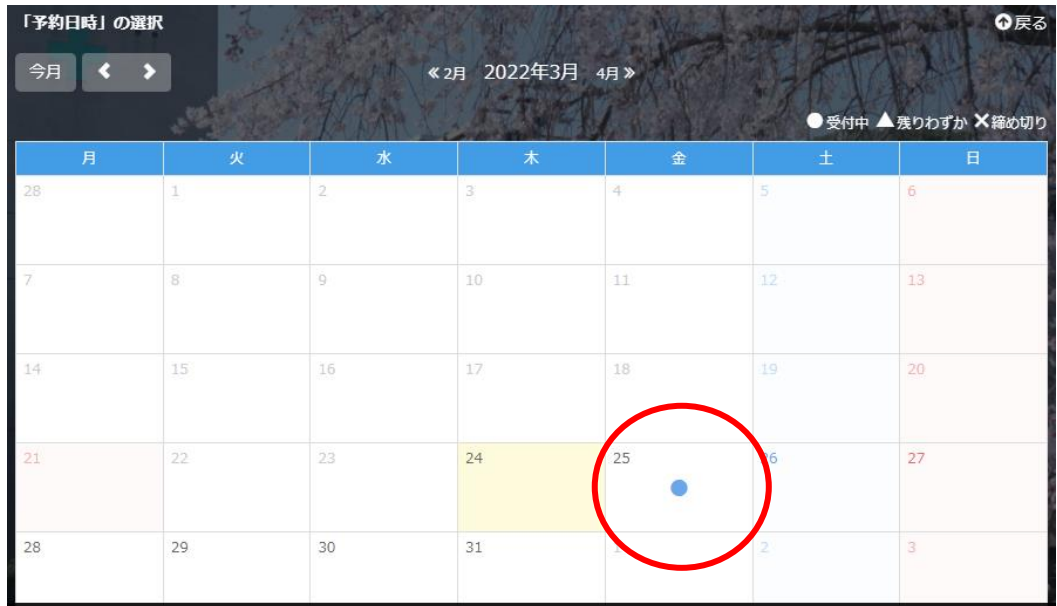 「予約日時」の選択 戻る
今月 2月 2022年3月 4月
受付中 残りわずか 締め切り
月 火 水 木 金 土 日
28 1 2 3 4 5 6
7 8 9 10 11 12 13
14 15 16 17 18 19 20
21 22 23 24 25 26 27
28 29 30 31 1 2 3